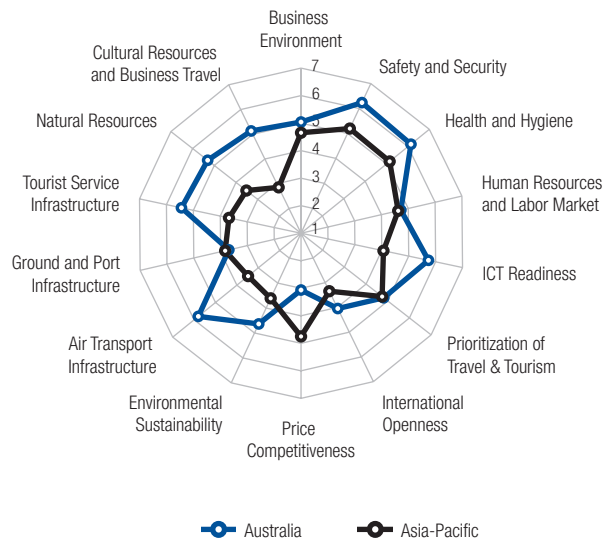 Business
Environment
Cultural Resources
and Business Travel
Safety and Security
Natural Resources
Health and Hygiene
Tourist Service
Infrastructure
Human Resources
and Labor Market
Ground and Port
Infrastructure
ICT Readiness
Air Transport
Infrastructure
Prioritization of
Travel & Tourism
Environmental
Sustainability
International
Openness
Price
Competitiveness
7
6
5
4
3
2
1
Australia
Asia-Pacific